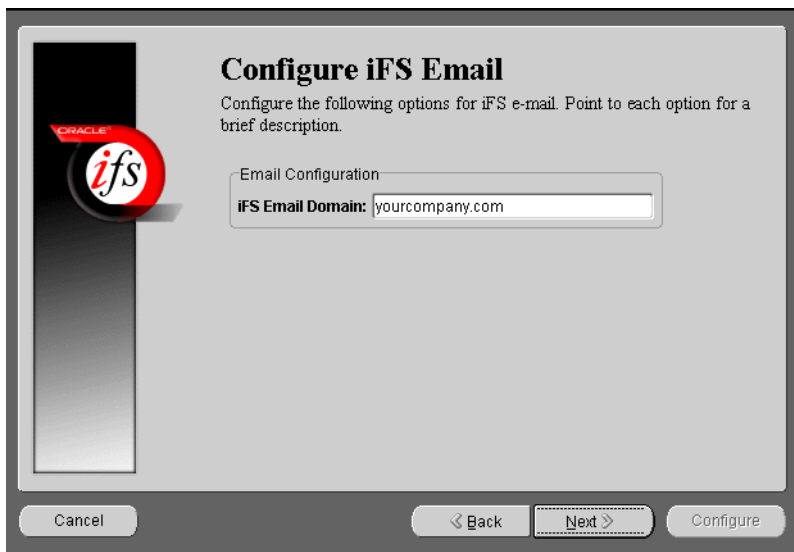 Configure iFS Email
Configure the following options for iFS e-mail. Point to each option for a
brief description.
ORACLE
ifs
Email Configuration
iFS Email Domain: yourcompany.com
Cancel
Back
Next
Configure